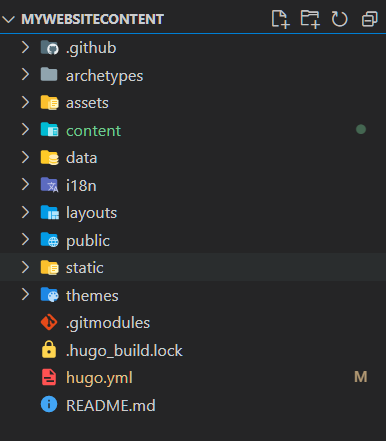 MYWEBSITECONTENT
.github
archetypes
assets
content
data
i18n
layouts
public
static
themes
.gitmodules
.hugo_build.lock
hugo.yml M
README.md